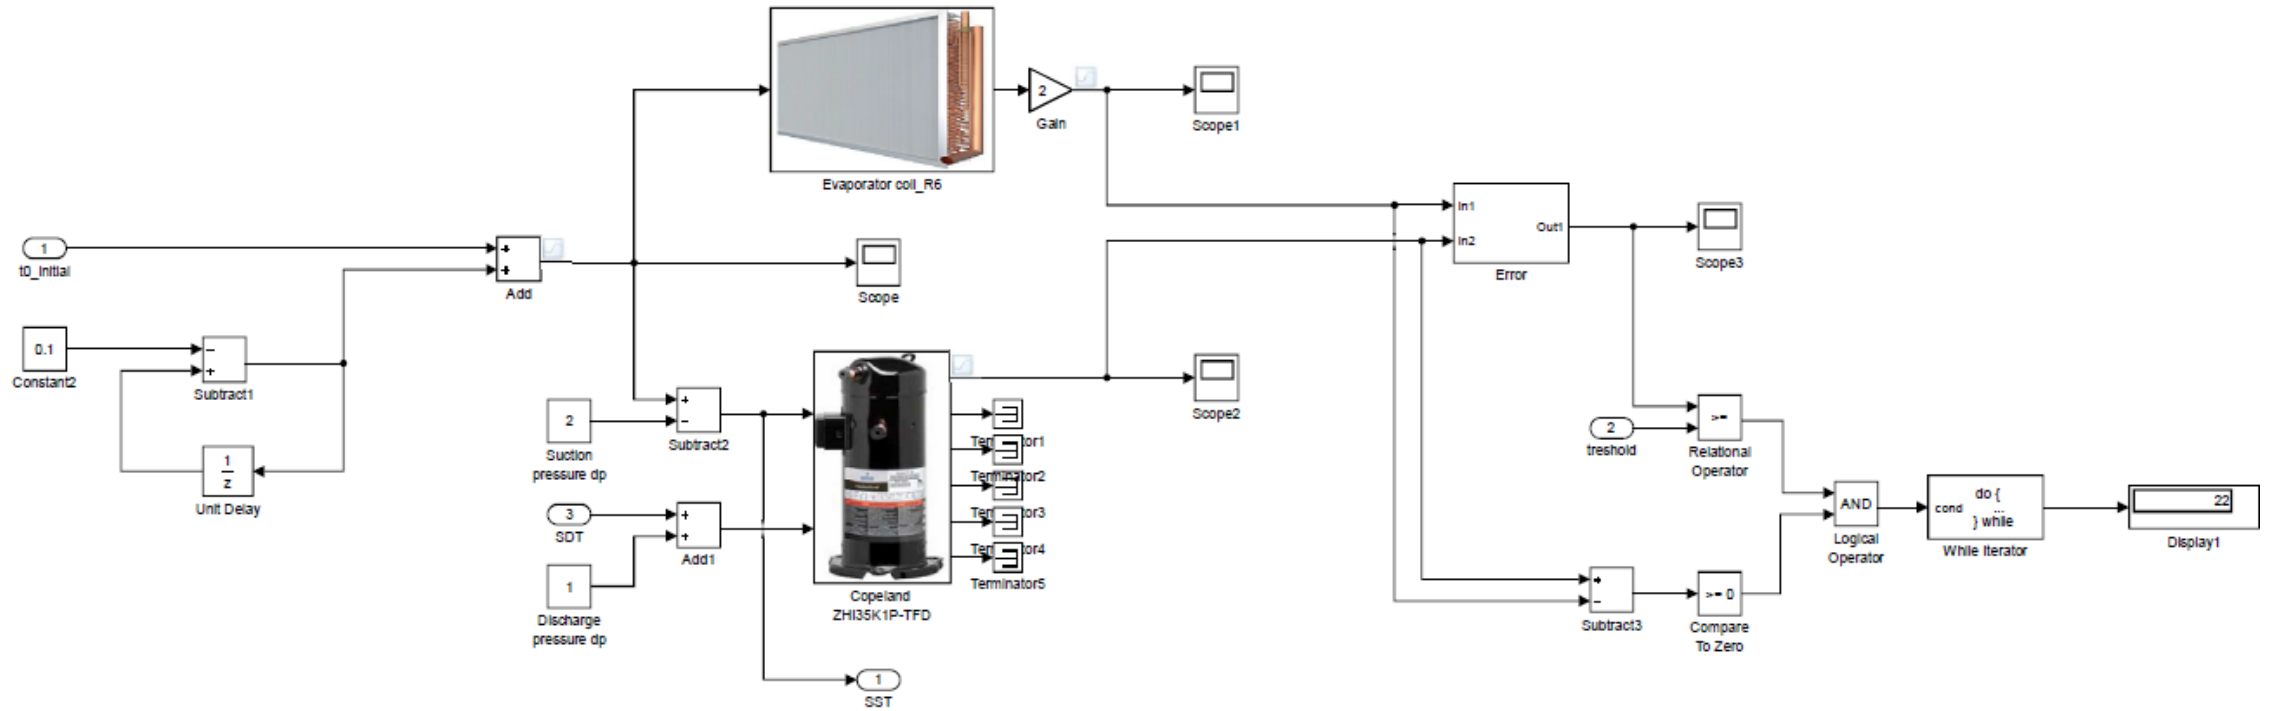 Evaporator coil_R6
2
Gain
Scope1
1
t0_initial
+
+
Add
Scope
In1
In2
Out1
Error
Scope3
0.1
Constant2
−
+
Subtract1
1
z
Unit Delay
2
Suction
pressure dp
+
−
Subtract2
3
SDT
1
Discharge
pressure dp
+
+
Add1
Copeland
ZHI35K1P-TFD
Scope2
Terminator2
Terminator5
1
SST
2
treshold
>=
Relational
Operator
AND
Logical
Operator
cond
do {
...
} while
While Iterator
22
Display1
+
−
Subtract3
>= 0
Compare
To Zero